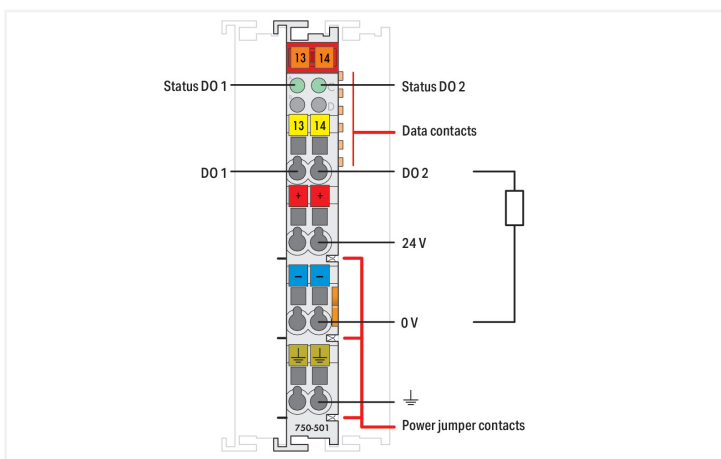 13 14
Status DO 1
C
Status DO 2
D
Data contacts
13 14
DO 1
DO 2
+ +
24 V
− −
0 V
Power jumper contacts
750-501